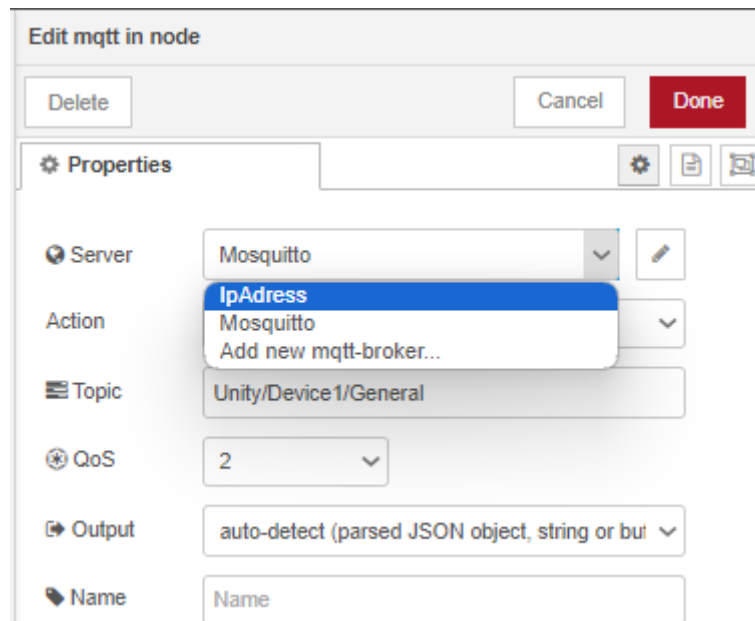 Edit mqtt in node
Delete Cancel Done
Properties
Server Mosquitto
IpAdress
Action Mosquitto
Add new mqtt-broker...
Topic Unity/Device1/General
QoS 2
Output auto-detect (parsed JSON object, string or buf
Name Name